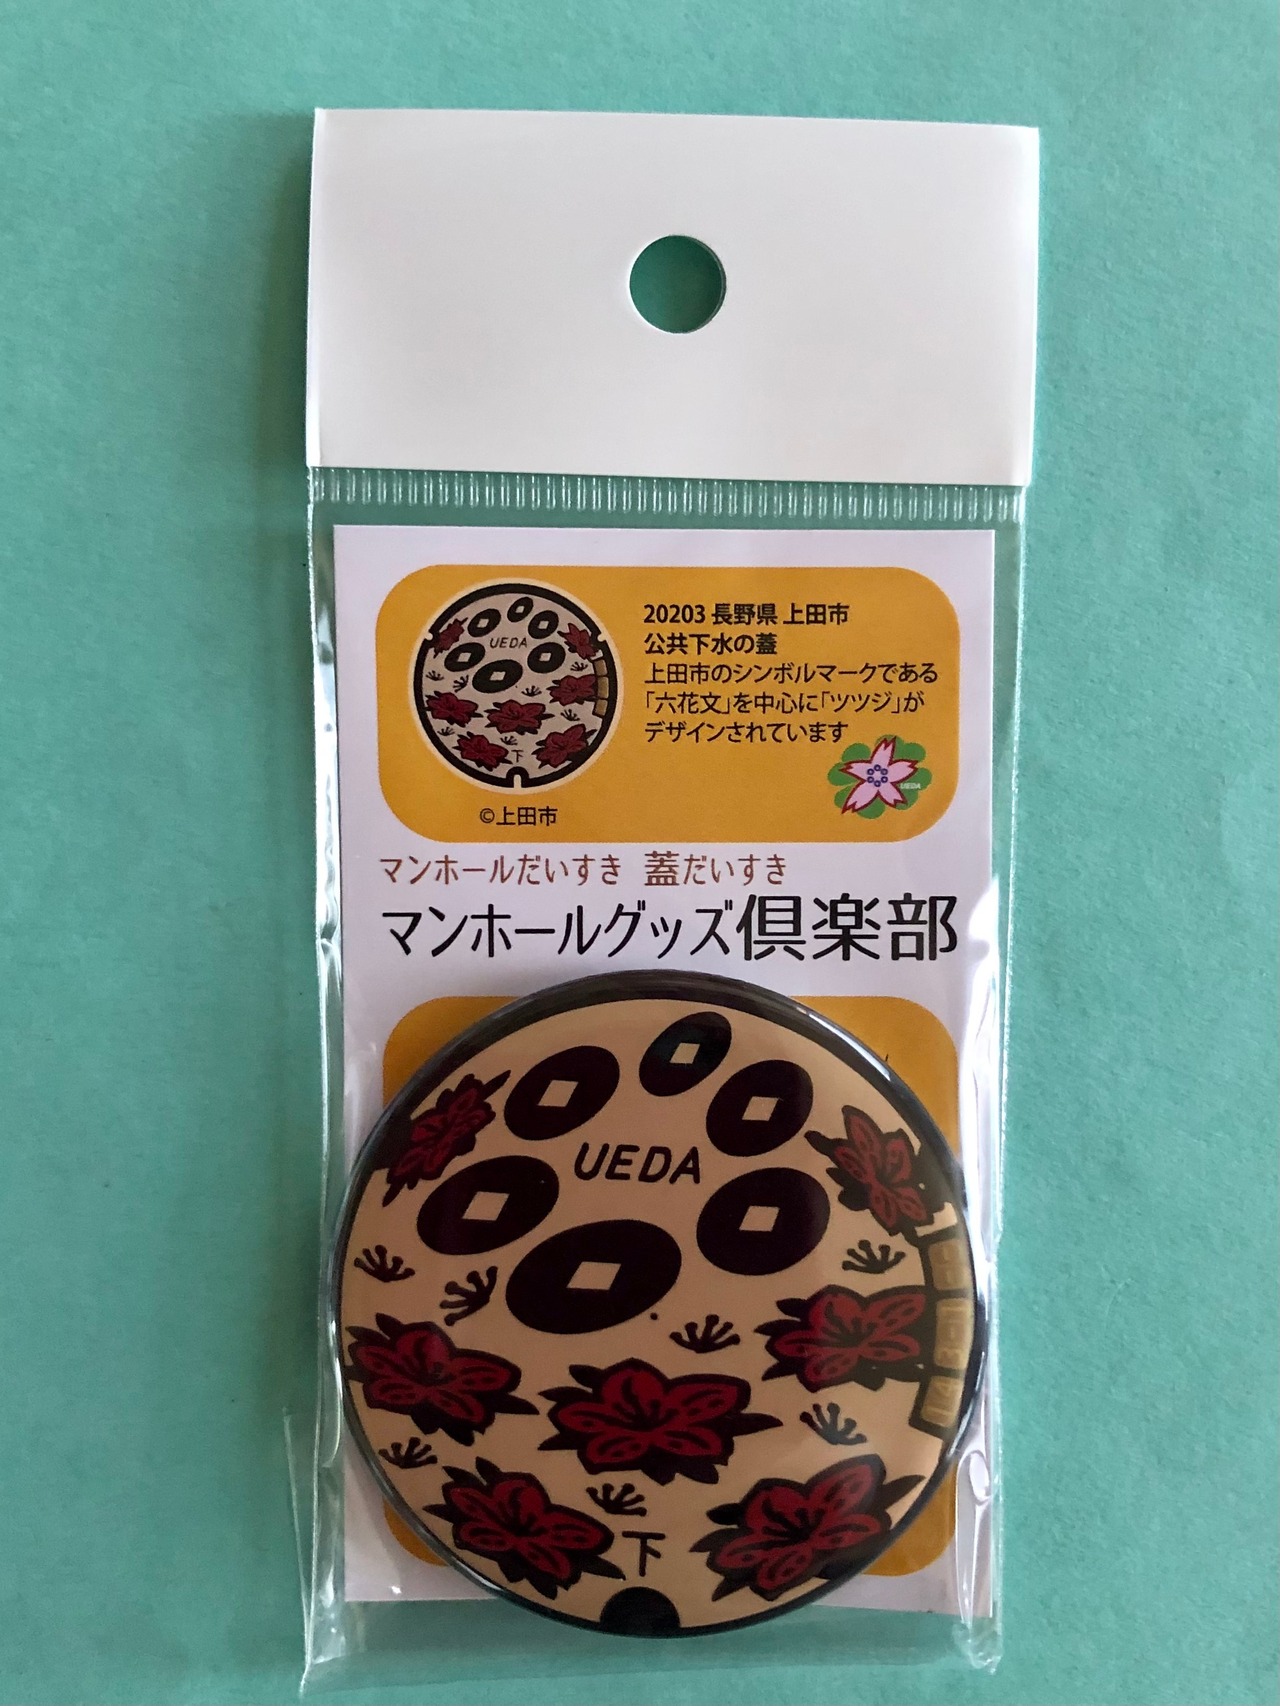 UEDA
下
20203 長野県 上田市
公共下水の蓋
上田市のシンボルマークである
「六花文」を中心に「ツツジ」が
デザインされています
UEDA
©上田市
マンホールだいすき 蓋だいすき
マンホールグッズ倶楽部
UEDA
下